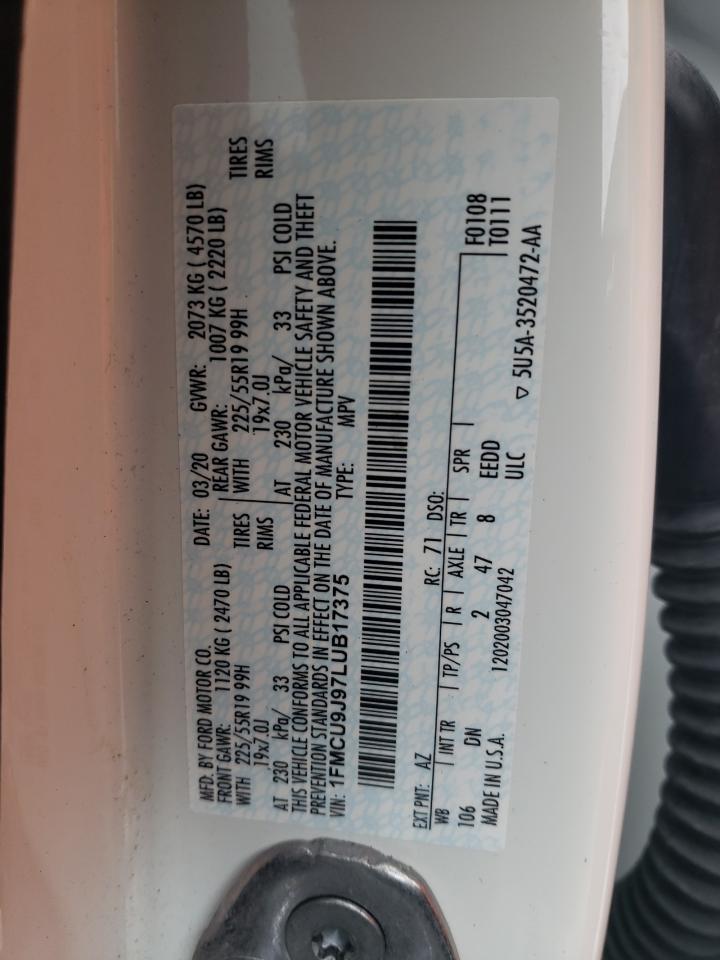 MFD. BY FORD MOTOR CO. DATE: 03/20 GVWR: 2073 KG ( 4570 LB)
FRONT GAWR: 1120 KG ( 2470 LB) REAR GAWR: 1007 KG ( 2220 LB)
WITH 225/55R19 99H TIRES WITH 225/55R19 99H TIRES
19x7.0J RIMS 19x7.0J RIMS
AT 230 kPa/ 33 PSI COLD AT 230 kPa/ 33 PSI COLD
THIS VEHICLE CONFORMS TO ALL APPLICABLE FEDERAL MOTOR VEHICLE SAFETY AND THEFT
PREVENTION STANDARDS IN EFFECT ON THE DATE OF MANUFACTURE SHOWN ABOVE.
VIN: 1FMCU9J97LUB17375 TYPE: MPV
EXT PNT: AZ RC: 71 DSO: F0108
WB INT TR TP/PS R AXLE TR SPR T0111
106 DN 2 47 8 EEDD
MADE IN U.S.A. 1202003047042 ULC ▽ 5U5A-3520472-AA